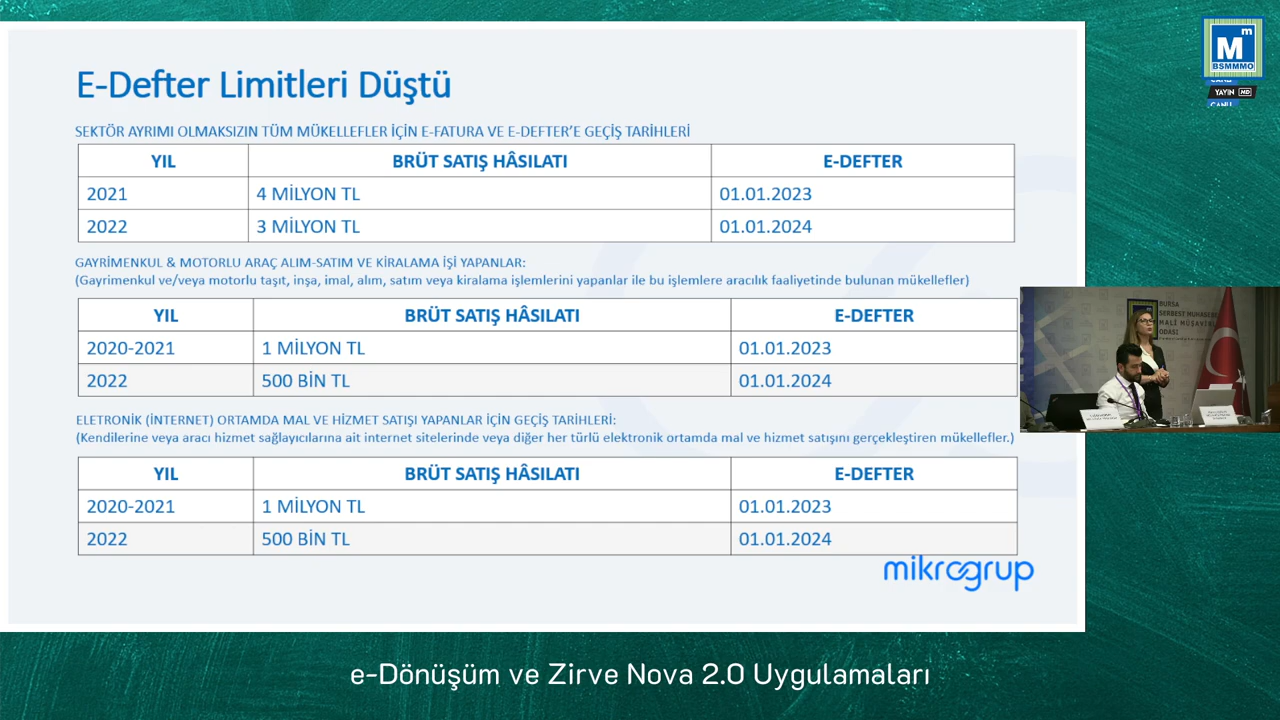 E-Defter Limitleri Düştü
SEKTÖR AYRIMI OLMAKSIZIN TÜM MÜKELLEFLER İÇİN E-FATURA VE E-DEFTER'E GEÇİŞ TARİHLERİ
YIL BRÜT SATIŞ HÂSILATI E-DEFTER
2021 4 MİLYON TL 01.01.2023
2022 3 MİLYON TL 01.01.2024
GAYRİMENKUL & MOTORLU ARAÇ ALIM-SATIM VE KİRALAMA İŞİ YAPANLAR:
(Gayrimenkul ve/veya motorlu taşıt, inşa, imal, alım, satım veya kiralama işlemlerini yapanlar ile bu işlemlere aracılık faaliyetinde bulunan mükellefler)
YIL BRÜT SATIŞ HÂSILATI E-DEFTER
2020-2021 1 MİLYON TL 01.01.2023
2022 500 BİN TL 01.01.2024
ELETRONİK (İNTERNET) ORTAMDA MAL VE HİZMET SATIŞI YAPANLAR İÇİN GEÇİŞ TARİHLERİ:
(Kendilerine veya aracı hizmet sağlayıcılarına ait internet sitelerinde veya diğer her türlü elektronik ortamda mal ve hizmet satışını gerçekleştiren mükellefler.)
YIL BRÜT SATIŞ HÂSILATI E-DEFTER
2020-2021 1 MİLYON TL 01.01.2023
2022 500 BİN TL 01.01.2024
mikrogrup
Mm
BSMMMO
YAYIN MD
CANLI
BURSA
SERBEST MUHASEBE
MALİ MÜŞAVİRL
ODASI
e-Dönüşüm ve Zirve Nova 2.0 Uygulamaları